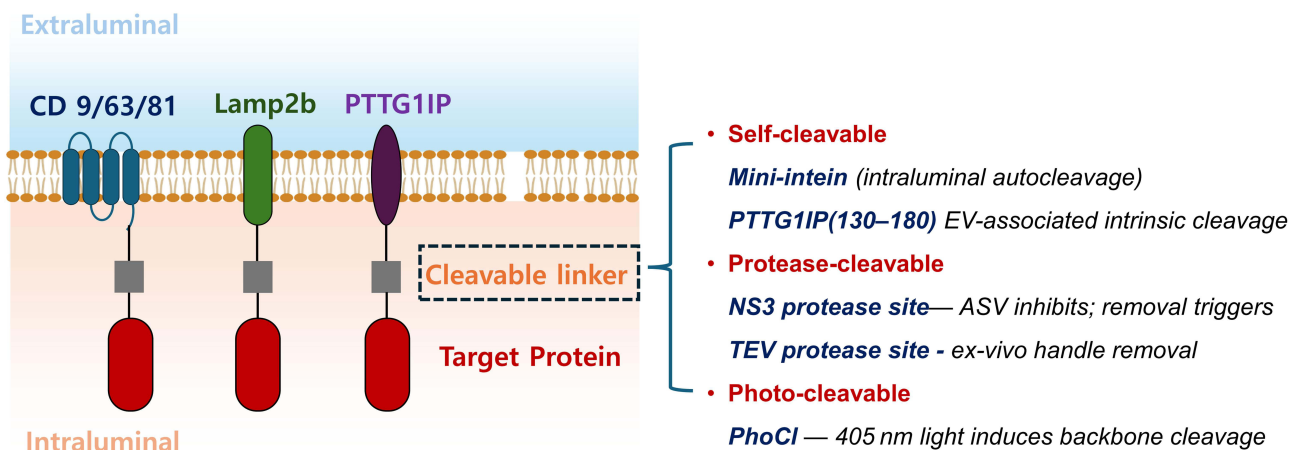 Extraluminal
CD 9/63/81
Lamp2b
PTTG1IP
Cleavable linker
Target Protein
Intraluminal
• Self-cleavable
Mini-intein (intraluminal autocleavage)
PTTG1IP(130–180) EV-associated intrinsic cleavage
• Protease-cleavable
NS3 protease site— ASV inhibits; removal triggers
TEV protease site - ex-vivo handle removal
• Photo-cleavable
PhoCl — 405 nm light induces backbone cleavage